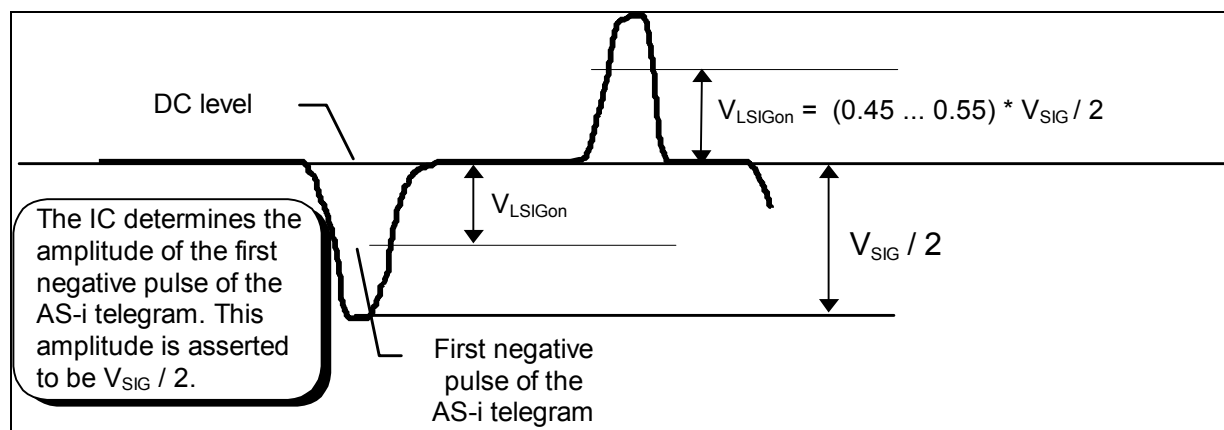 DC level
V_LSIGon = (0.45 ... 0.55) * V_SIG / 2
V_LSIGon
V_SIG / 2
The IC determines the
amplitude of the first
negative pulse of the
AS-i telegram. This
amplitude is asserted
to be V_SIG / 2.
First negative
pulse of the
AS-i telegram